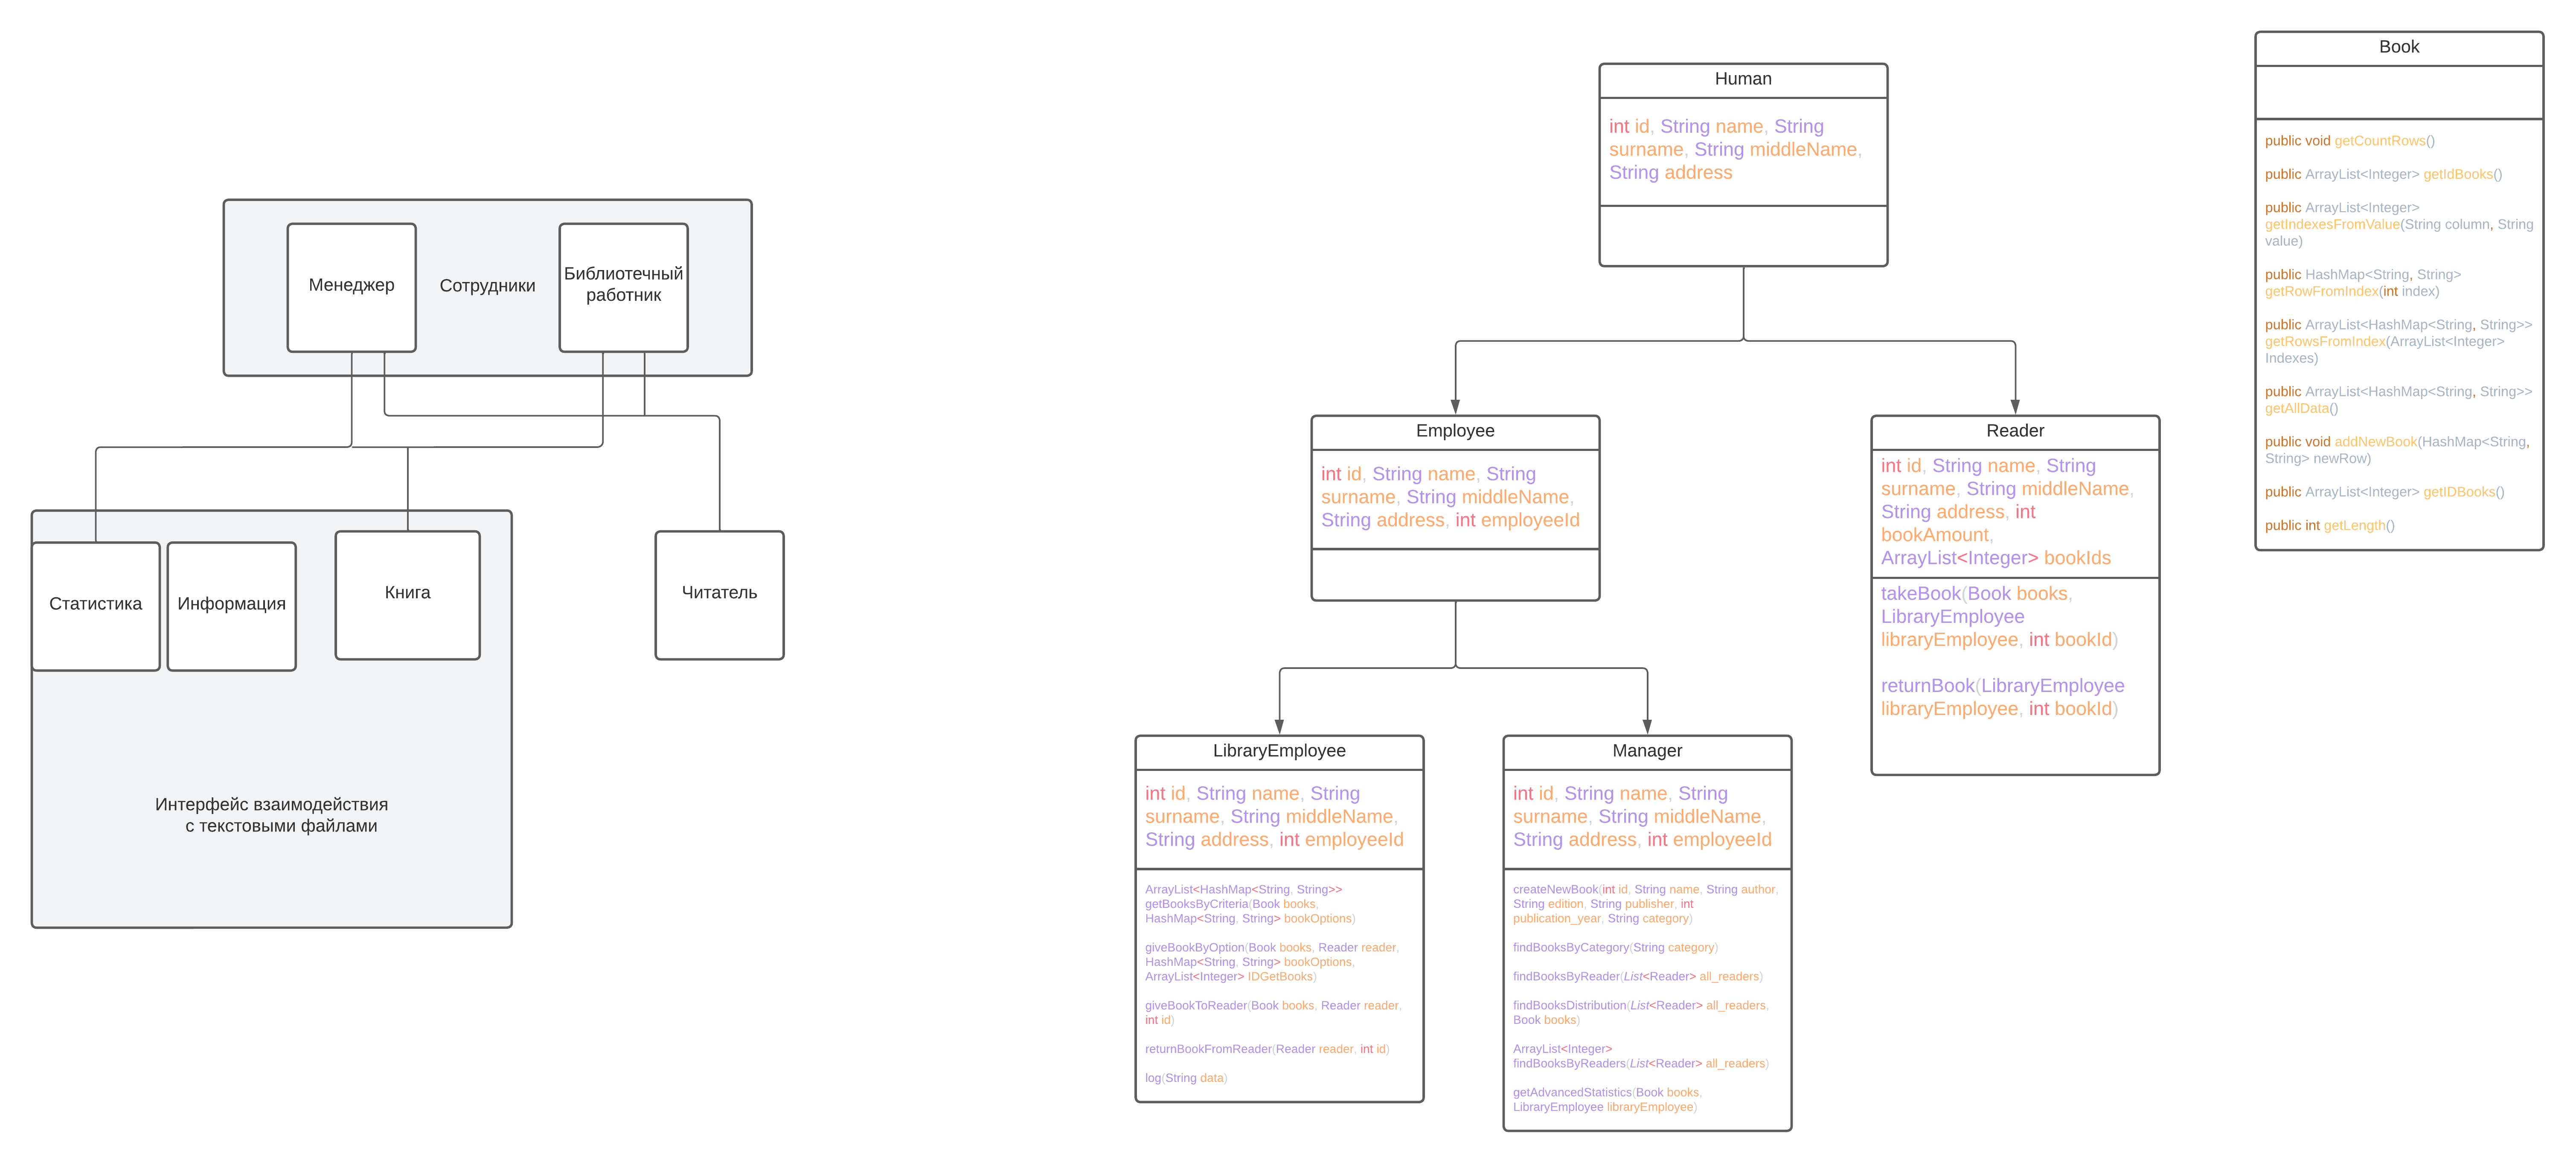 Менеджер
Сотрудники
Библиотечный
работник
Статистика
Информация
Книга
Читатель
Интерфейс взаимодействия
с текстовыми файлами
Human
int id, String name, String
surname, String middleName,
String address
Employee
int id, String name, String
surname, String middleName,
String address, int employeeId
Reader
int id, String name, String
surname, String middleName,
String address, int
bookAmount,
ArrayList<Integer> bookIds
takeBook(Book books,
LibraryEmployee
libraryEmployee, int bookId)
returnBook(LibraryEmployee
libraryEmployee, int bookId)
LibraryEmployee
int id, String name, String
surname, String middleName,
String address, int employeeId
ArrayList<HashMap<String, String>>
getBooksByCriteria(Book books,
HashMap<String, String> bookOptions)
giveBookByOption(Book books, Reader reader,
HashMap<String, String> bookOptions,
ArrayList<Integer> IDGetBooks)
giveBookToReader(Book books, Reader reader,
int id)
returnBookFromReader(Reader reader, int id)
log(String data)
Manager
int id, String name, String
surname, String middleName,
String address, int employeeId
createNewBook(int id, String name, String author,
String edition, String publisher, int
publication_year, String category)
findBooksByCategory(String category)
findBooksByReader(List<Reader> all_readers)
findBooksDistribution(List<Reader> all_readers,
Book books)
ArrayList<Integer>
findBooksByReaders(List<Reader> all_readers)
getAdvancedStatistics(Book books,
LibraryEmployee libraryEmployee)
Book
public void getCountRows()
public ArrayList<Integer> getIdBooks()
public ArrayList<Integer>
getIndexesFromValue(String column, String
value)
public HashMap<String, String>
getRowFromIndex(int index)
public ArrayList<HashMap<String, String>>
getRowsFromIndex(ArrayList<Integer>
Indexes)
public ArrayList<HashMap<String, String>>
getAllData()
public void addNewBook(HashMap<String,
String> newRow)
public ArrayList<Integer> getIDBooks()
public int getLength()